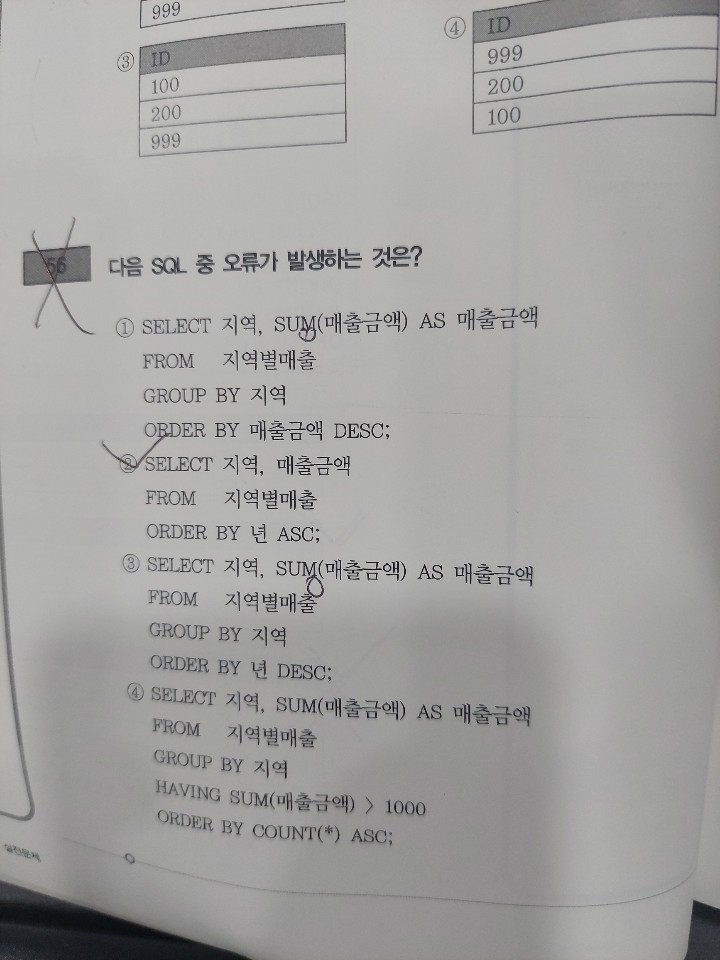 999
③ ID
100
200
999
④ ID
999
200
100
56 다음 SQL 중 오류가 발생하는 것은?
① SELECT 지역, SUM(매출금액) AS 매출금액
FROM 지역별매출
GROUP BY 지역
ORDER BY 매출금액 DESC;
② SELECT 지역, 매출금액
FROM 지역별매출
ORDER BY 년 ASC;
③ SELECT 지역, SUM(매출금액) AS 매출금액
FROM 지역별매출
GROUP BY 지역
ORDER BY 년 DESC;
④ SELECT 지역, SUM(매출금액) AS 매출금액
FROM 지역별매출
GROUP BY 지역
HAVING SUM(매출금액) > 1000
ORDER BY COUNT(*) ASC;
실전문제